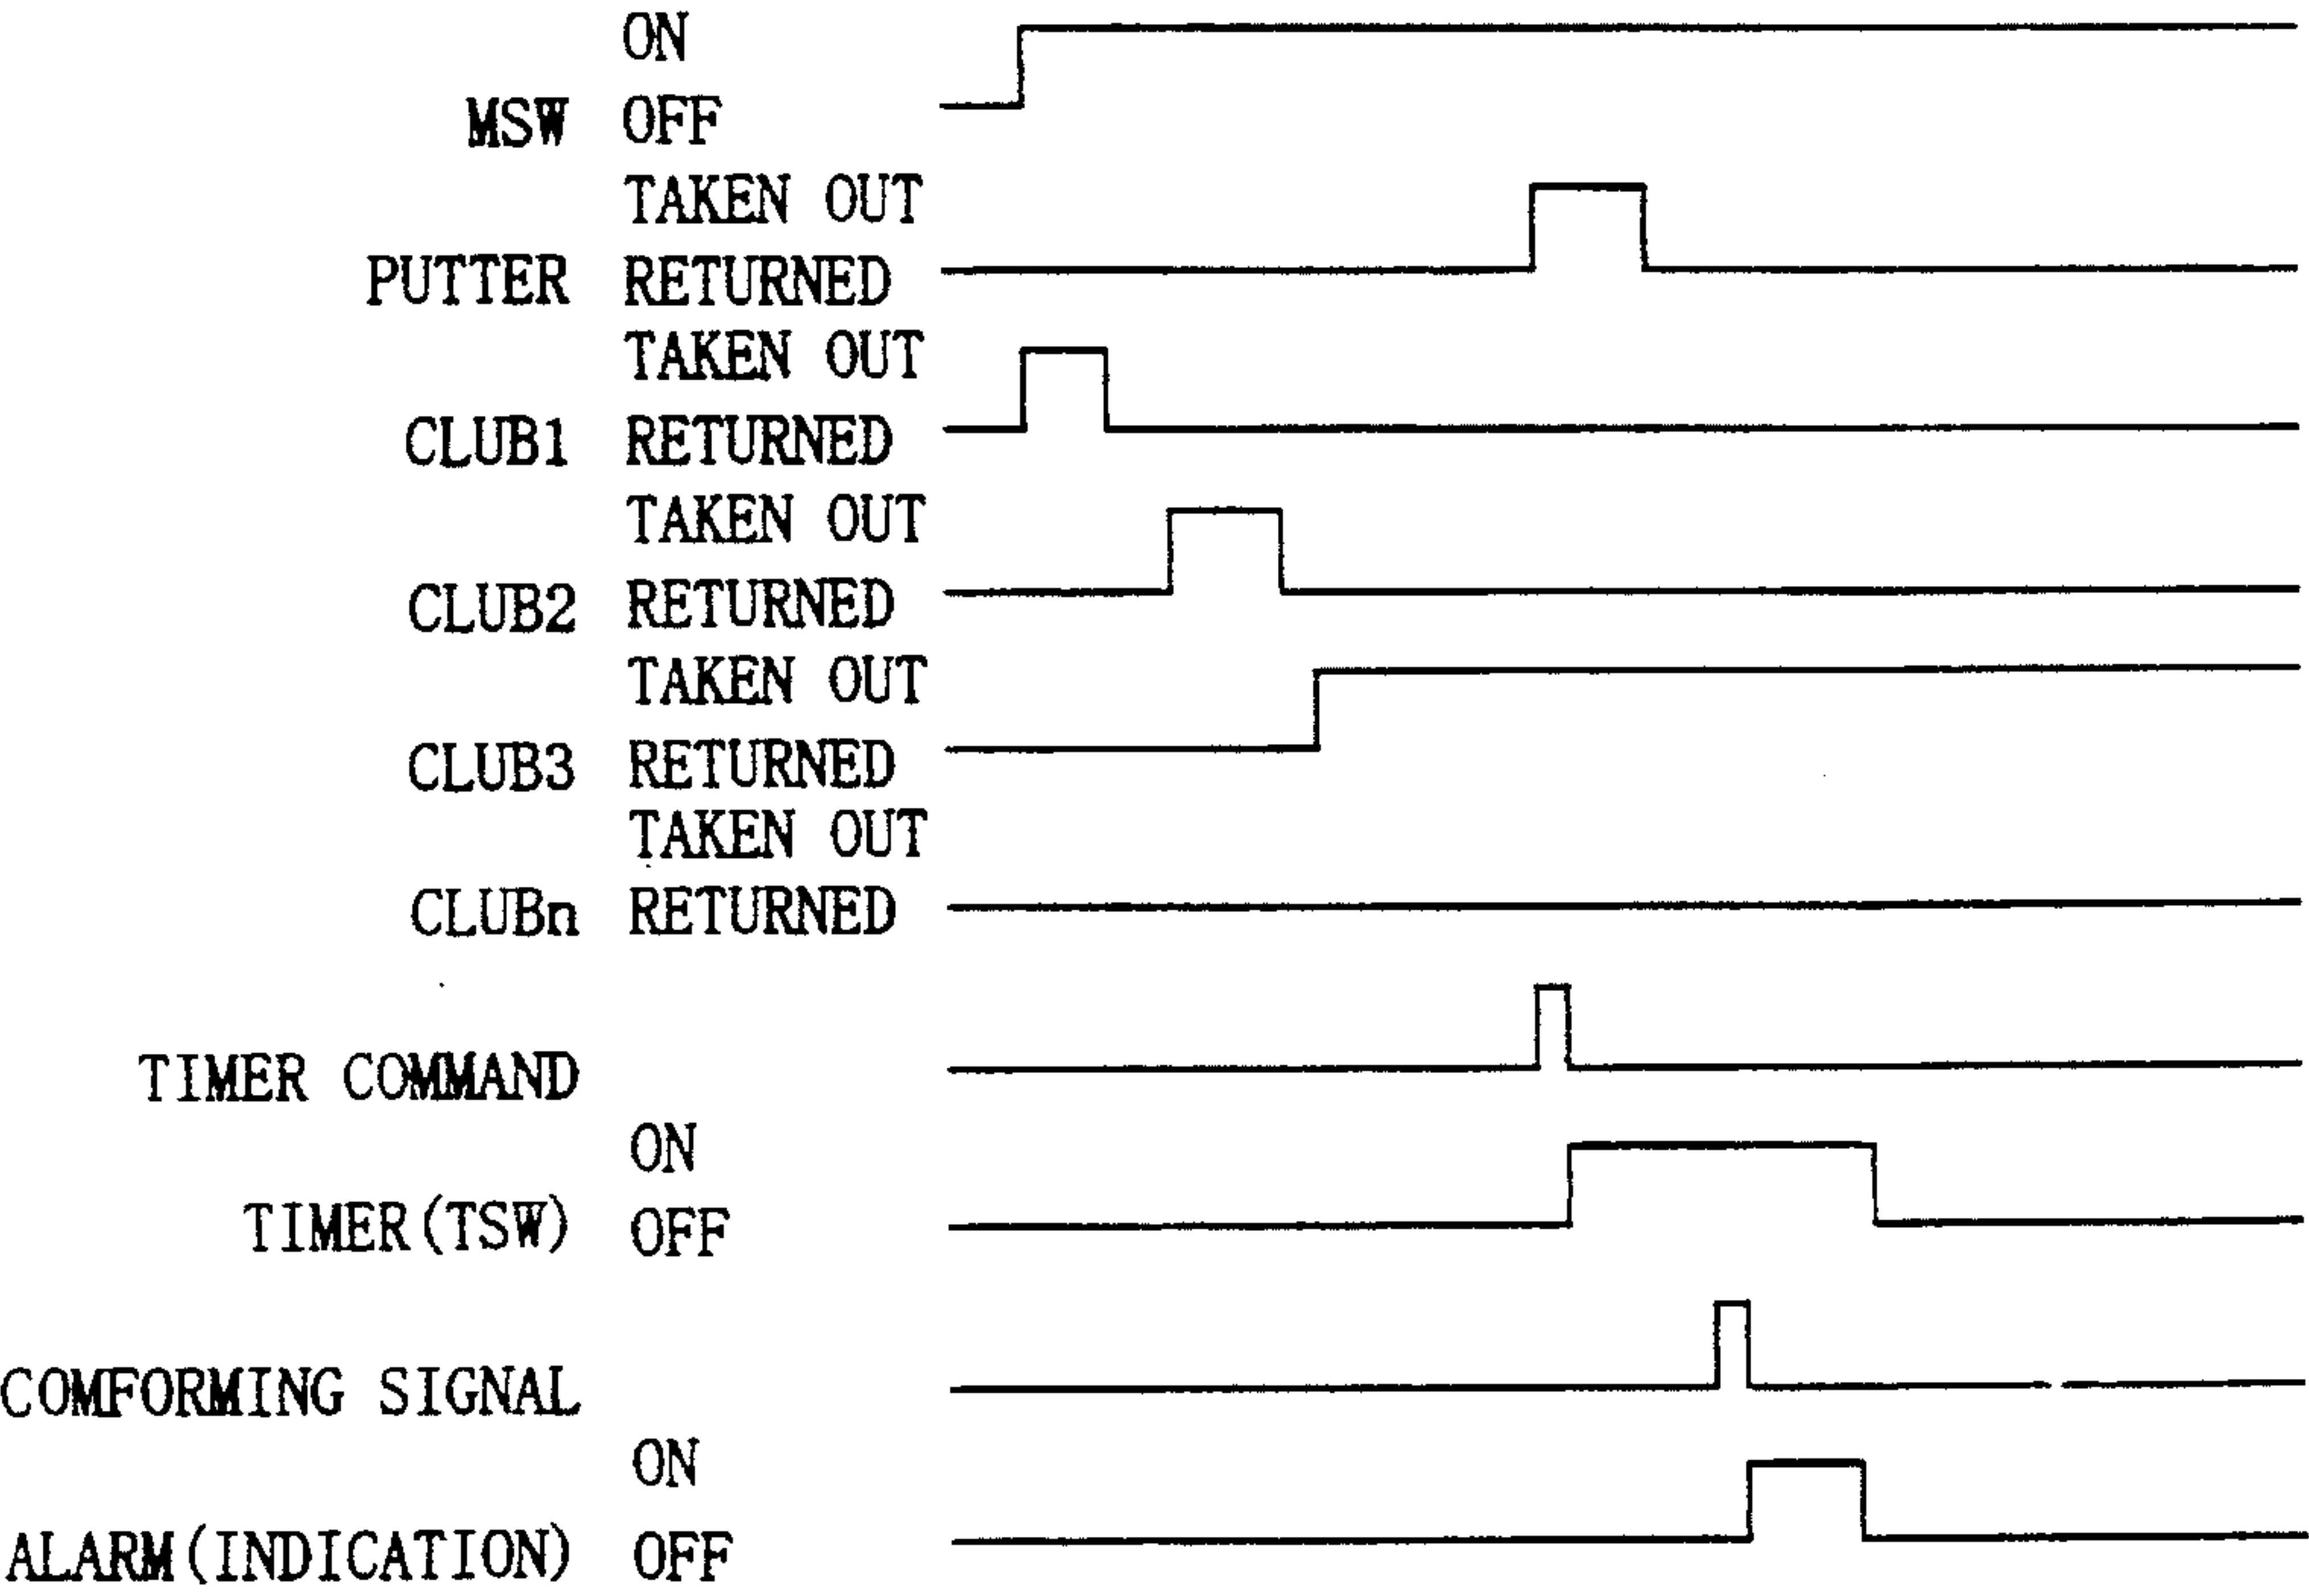 ON
MSW OFF
TAKEN OUT
PUTTER RETURNED
TAKEN OUT
CLUB1 RETURNED
TAKEN OUT
CLUB2 RETURNED
TAKEN OUT
CLUB3 RETURNED
TAKEN OUT
CLUBn RETURNED
TIMER COMMAND
ON
TIMER(TSW) OFF
COMFORMING SIGNAL
ON
ALARM(INDICATION) OFF